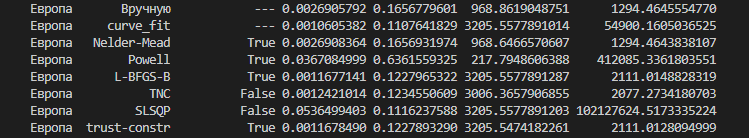 Европа Вручную --- 0.0026905792 0.1656779601 968.8619048751 1294.4645554770
Европа curve_fit --- 0.0010605382 0.1107641829 3205.5577891014 54900.1605036525
Европа Nelder-Mead True 0.0026908364 0.1656931974 968.6466570607 1294.4643838107
Европа Powell True 0.0367084999 0.6361559325 217.7948606388 412085.3361803551
Европа L-BFGS-B True 0.0011677141 0.1227965322 3205.5577891287 2111.0148828319
Европа TNC False 0.0012421014 0.1234550609 3006.3657906855 2077.2734180703
Европа SLSQP False 0.0536499403 0.1116237588 3205.5577891203 102127624.5173335224
Европа trust-constr True 0.0011678490 0.1227893290 3205.5474182261 2111.0128094999